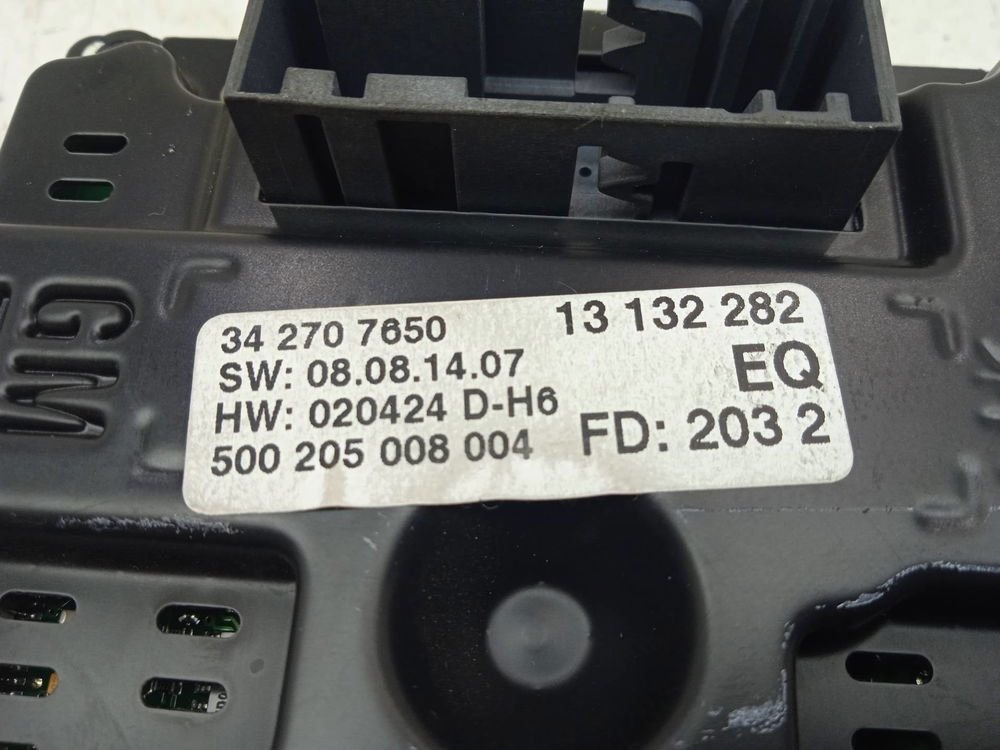 GM
34 270 7650
SW: 08.08.14.07
HW: 020424 D-H6
500 205 008 004
13 132 282
EQ
FD: 203 2